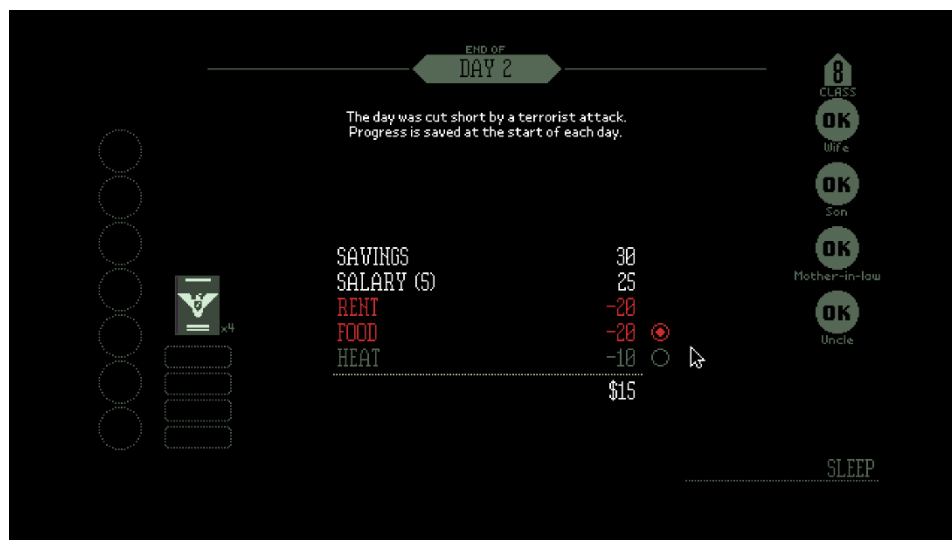 END OF
DAY 2
8
CLASS
The day was cut short by a terrorist attack.
Progress is saved at the start of each day.
OK
Wife
OK
Son
OK
Mother-in-law
OK
Uncle
SAVINGS 30
SALARY (5) 25
RENT -20
FOOD -20
HEAT -10
$15
x4
SLEEP